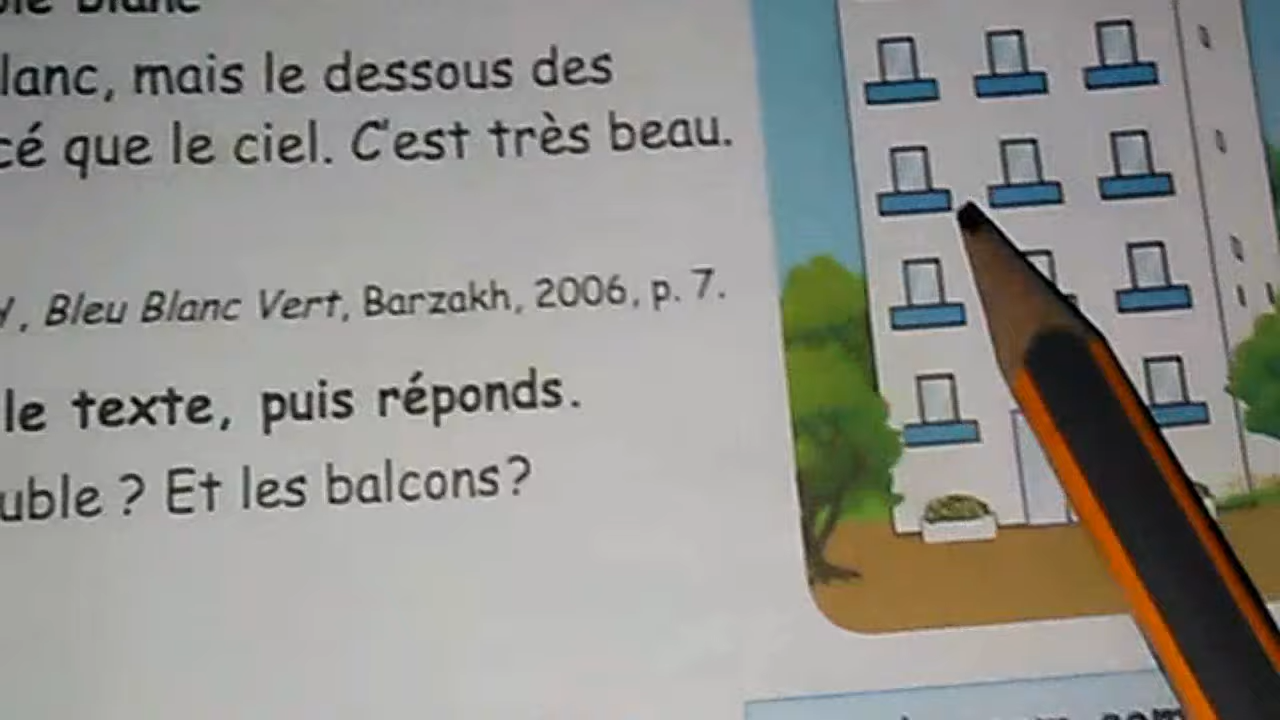 blanc
lanc, mais le dessous des
cé que le ciel. C'est très beau.
, Bleu Blanc Vert, Barzakh, 2006, p. 7.
le texte, puis réponds.
uble ? Et les balcons?